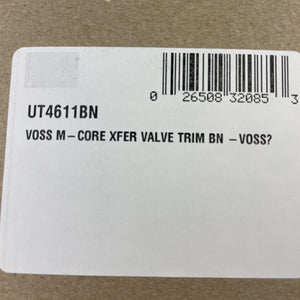 0 26508 32085 3
UT4611BN
VOSS M-CORE XFER VALVE TRIM BN -VOSS?